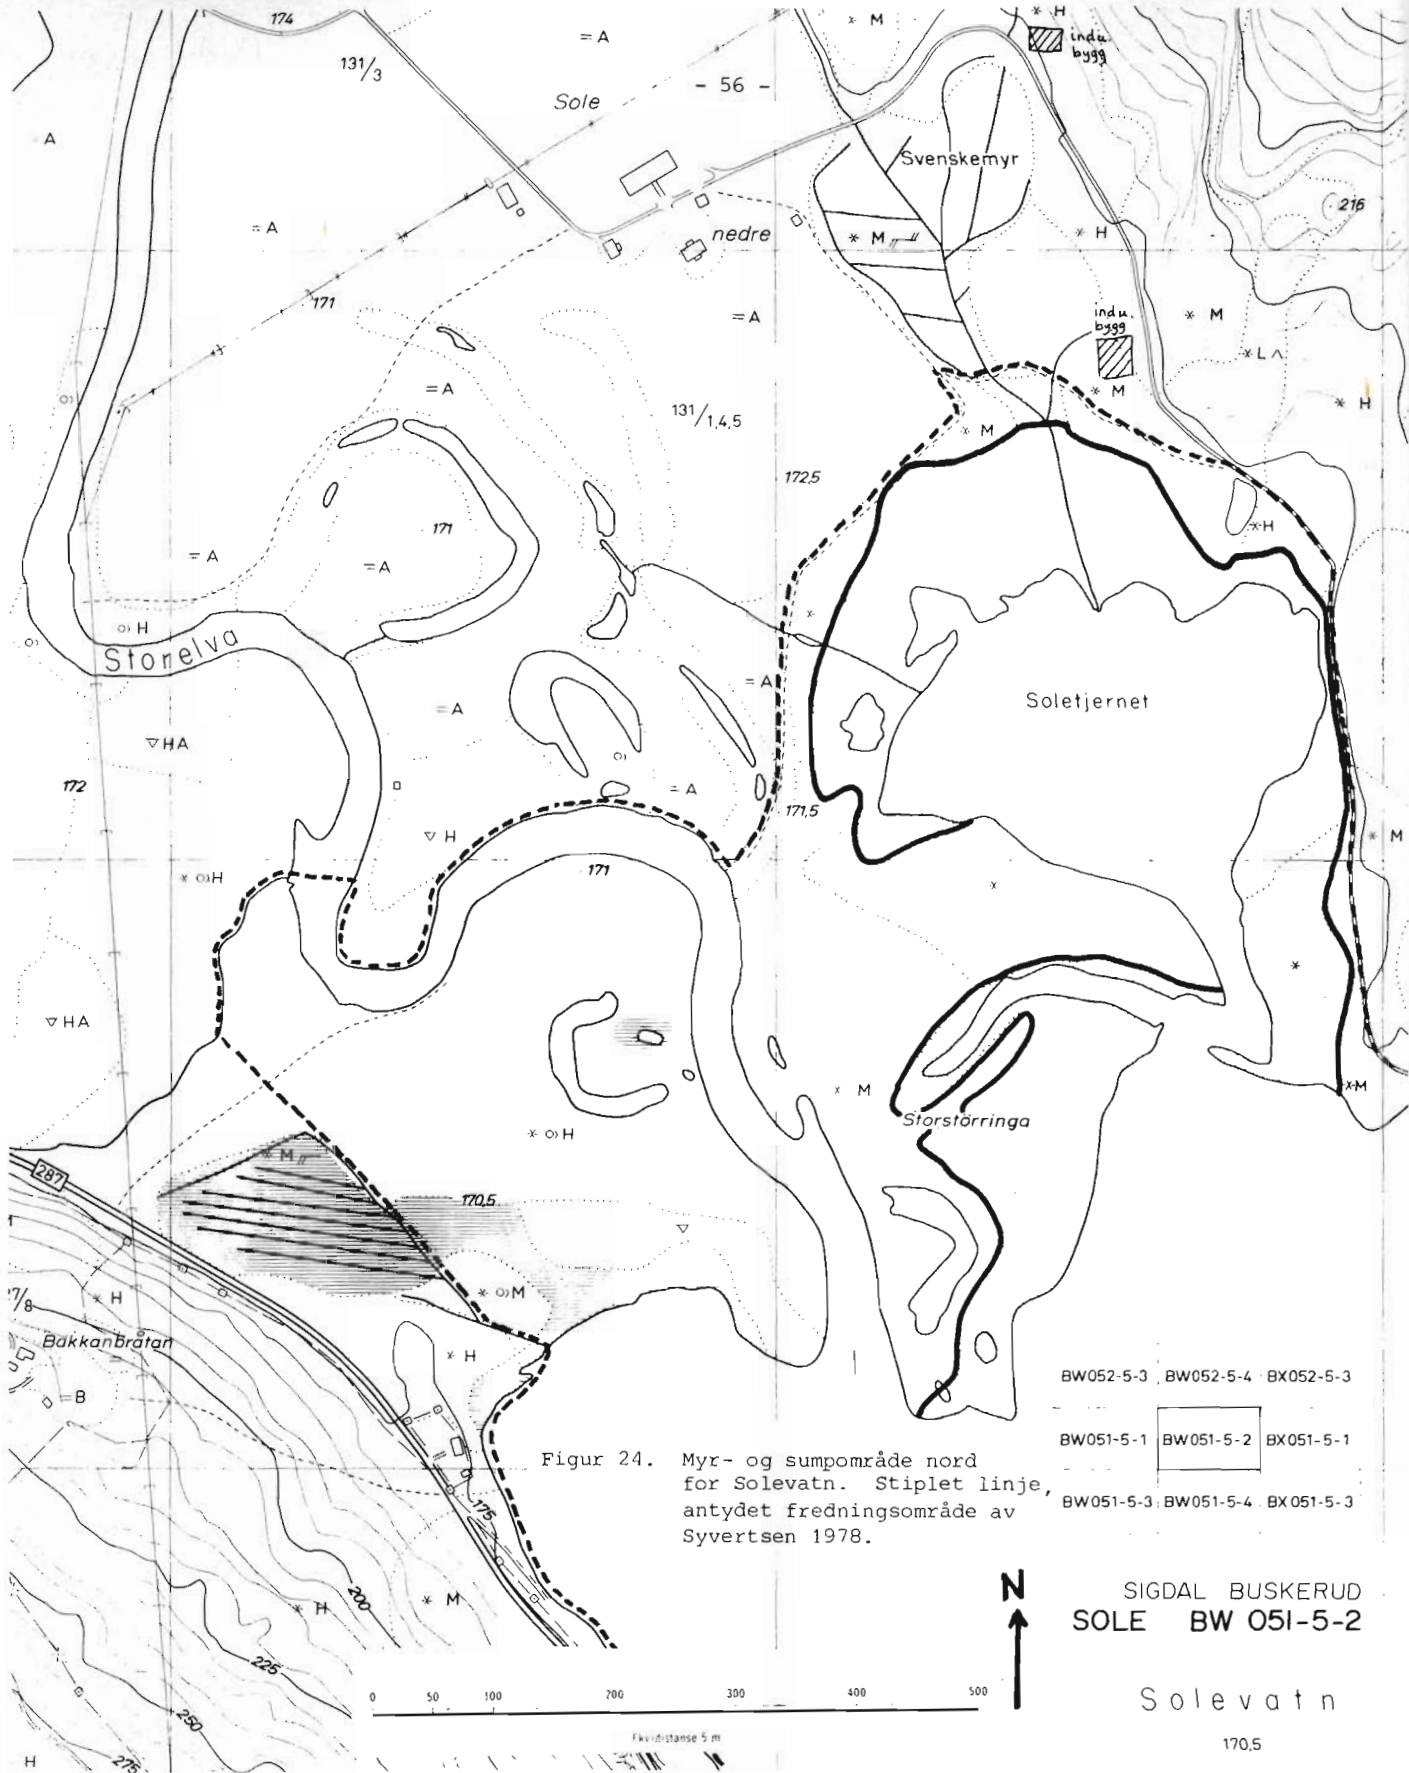 174
= A
M
H
indu.
bygg
131/3
- 56 -
Sole
A
Svenskemyr
216
= A
nedre
M
H
171
= A
indu.
bygg
M
L
= A
M
H
131/1,4,5
M
172,5
171
H
= A
= A
H
Storelva
= A
Soletjernet
= A
HA
172
= A
171,5
H
M
171
H
HA
M
Storstörringa
H
M
287
170,5
7/8
H
M
Bakkanbråtan
H
= B
BW052-5-3 BW052-5-4 BX052-5-3
BW051-5-1 BW051-5-2 BX051-5-1
BW051-5-3 BW051-5-4 BX051-5-3
Figur 24. Myr- og sumpområde nord
for Solevatn. Stiplet linje,
antydet fredningsområde av
Syvertsen 1978.
175
200
H
M
N
SIGDAL BUSKERUD
SOLE BW 051-5-2
225
0 50 100 200 300 400 500
Solevatn
250
Ekvidistanse 5 m
170,5
H
275